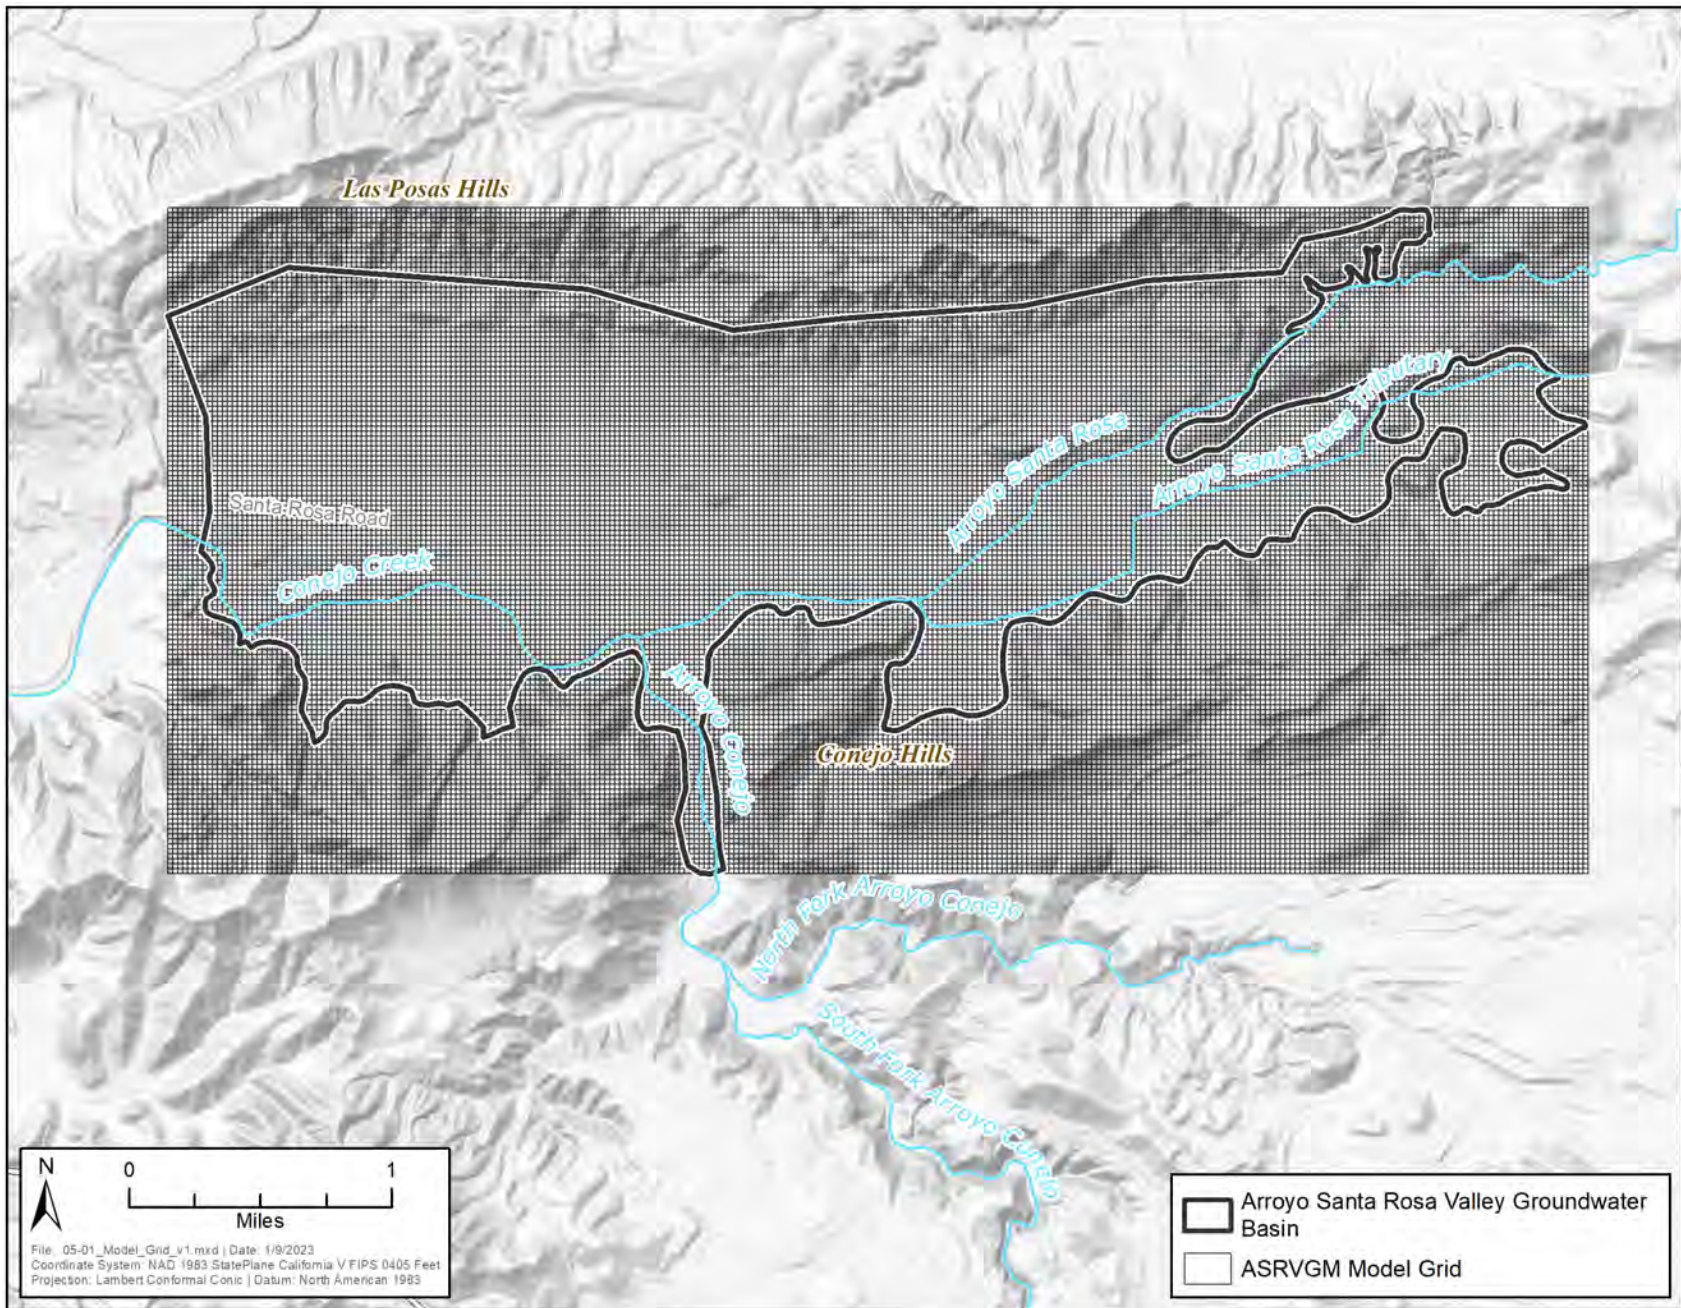 Las Posas Hills
Arroyo Santa Rosa Tributary
Arroyo Santa Rosa
Santa Rosa Road
Conejo Creek
Arroyo Conejo
Conejo Hills
North Fork Arroyo Conejo
South Fork Arroyo Conejo
N
0 1
Miles
File: 05-01_Model_Grid_v1.mxd | Date: 1/9/2023
Coordinate System: NAD 1983 StatePlane California V FIPS 0405 Feet
Projection: Lambert Conformal Conic | Datum: North American 1983
Arroyo Santa Rosa Valley Groundwater
Basin
ASRVGM Model Grid